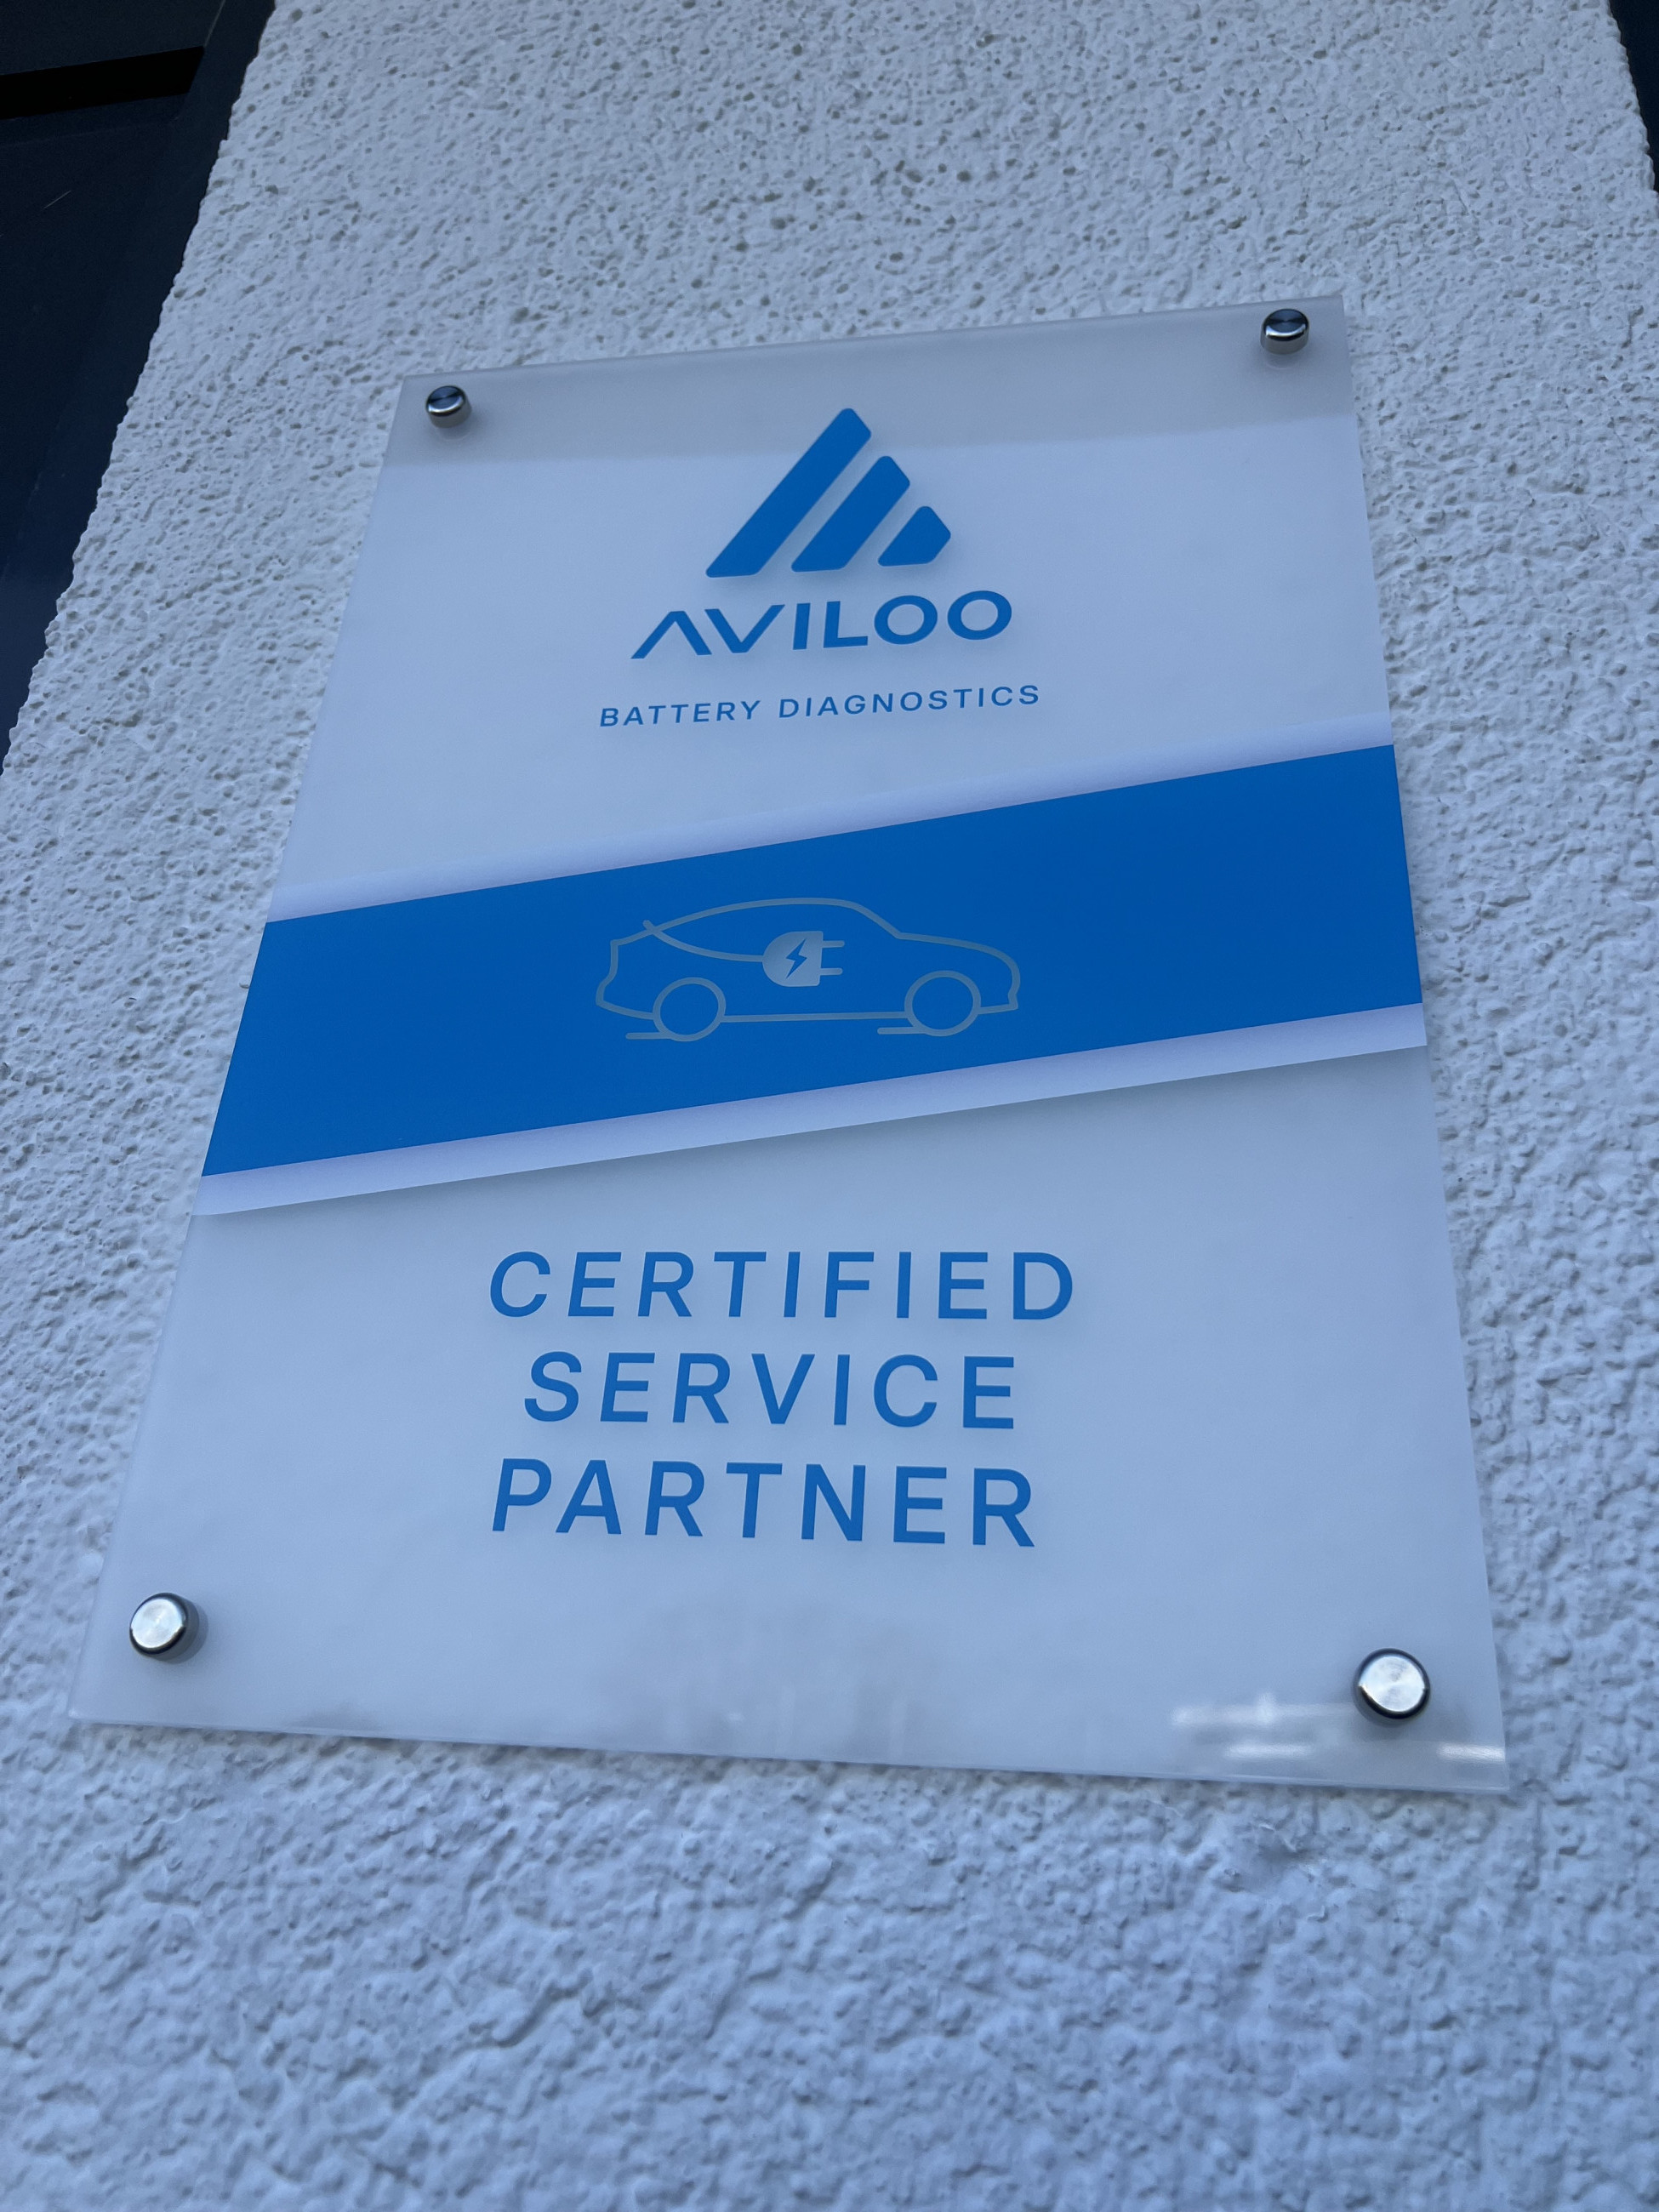 AVILOO
BATTERY DIAGNOSTICS
CERTIFIED
SERVICE
PARTNER